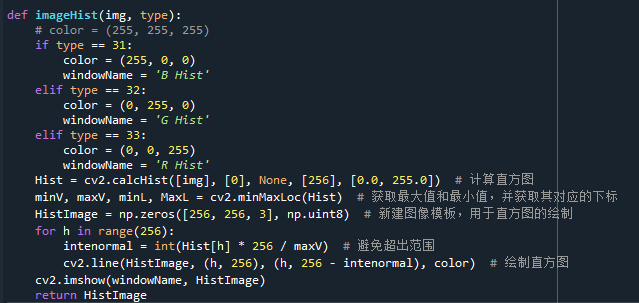 def imageHist(img, type):
    # color = (255, 255, 255)
    if type == 31:
        color = (255, 0, 0)
        windowName = 'B Hist'
    elif type == 32:
        color = (0, 255, 0)
        windowName = 'G Hist'
    elif type == 33:
        color = (0, 0, 255)
        windowName = 'R Hist'
    Hist = cv2.calcHist([img], [0], None, [256], [0.0, 255.0])  # 计算直方图
    minV, maxV, minL, MaxL = cv2.minMaxLoc(Hist)  # 获取最大值和最小值，并获取其对应的下标
    HistImage = np.zeros([256, 256, 3], np.uint8)  # 新建图像模板，用于直方图的绘制
    for h in range(256):
        intenormal = int(Hist[h] * 256 / maxV)  # 避免超出范围
        cv2.line(HistImage, (h, 256), (h, 256 - intenormal), color)  # 绘制直方图
    cv2.imshow(windowName, HistImage)
    return HistImage